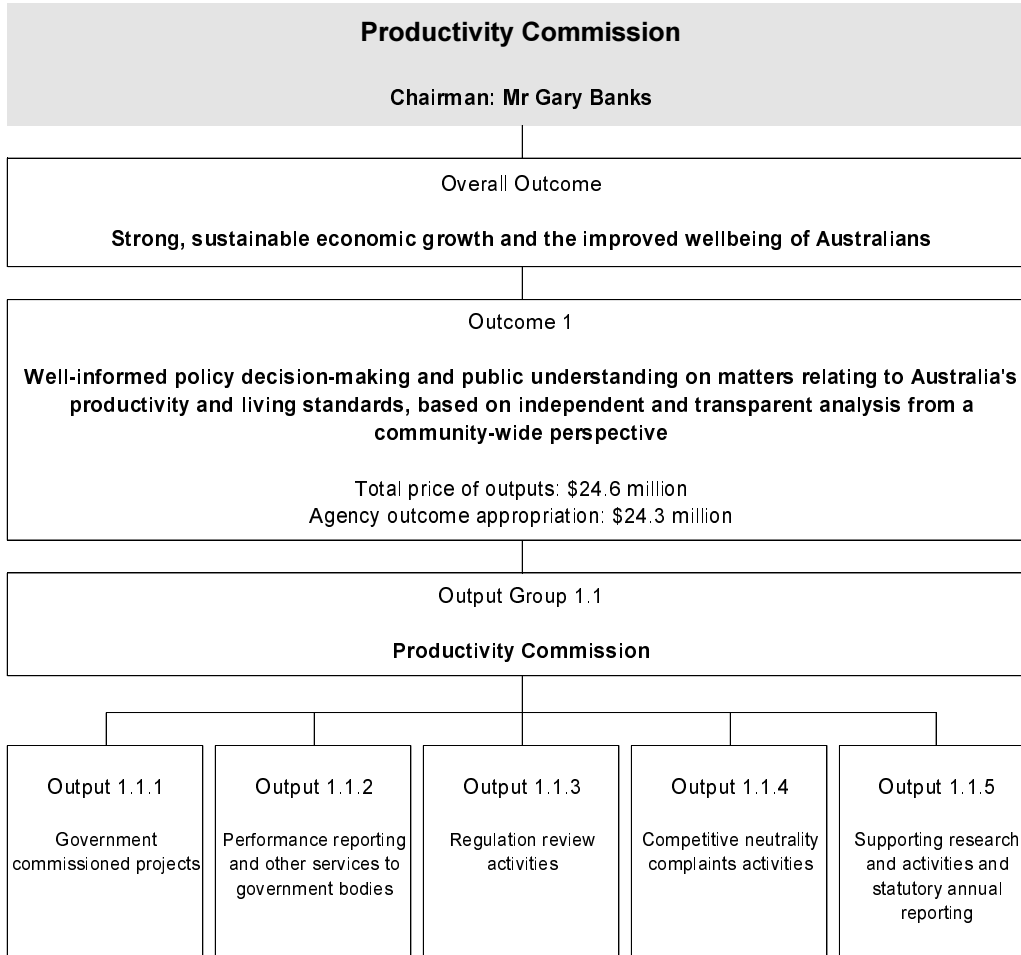 Productivity Commission
Chairman: Mr Gary Banks
Overall Outcome
Strong, sustainable economic growth and the improved wellbeing of Australians
Outcome 1
Well-informed policy decision-making and public understanding on matters relating to Australia's
productivity and living standards, based on independent and transparent analysis from a
community-wide perspective
Total price of outputs: $24.6 million
Agency outcome appropriation: $24.3 million
Output Group 1.1
Productivity Commission
Output 1.1.1
Government
commissioned projects
Output 1.1.2
Performance reporting
and other services to
government bodies
Output 1.1.3
Regulation review
activities
Output 1.1.4
Competitive neutrality
complaints activities
Output 1.1.5
Supporting research
and activities and
statutory annual
reporting